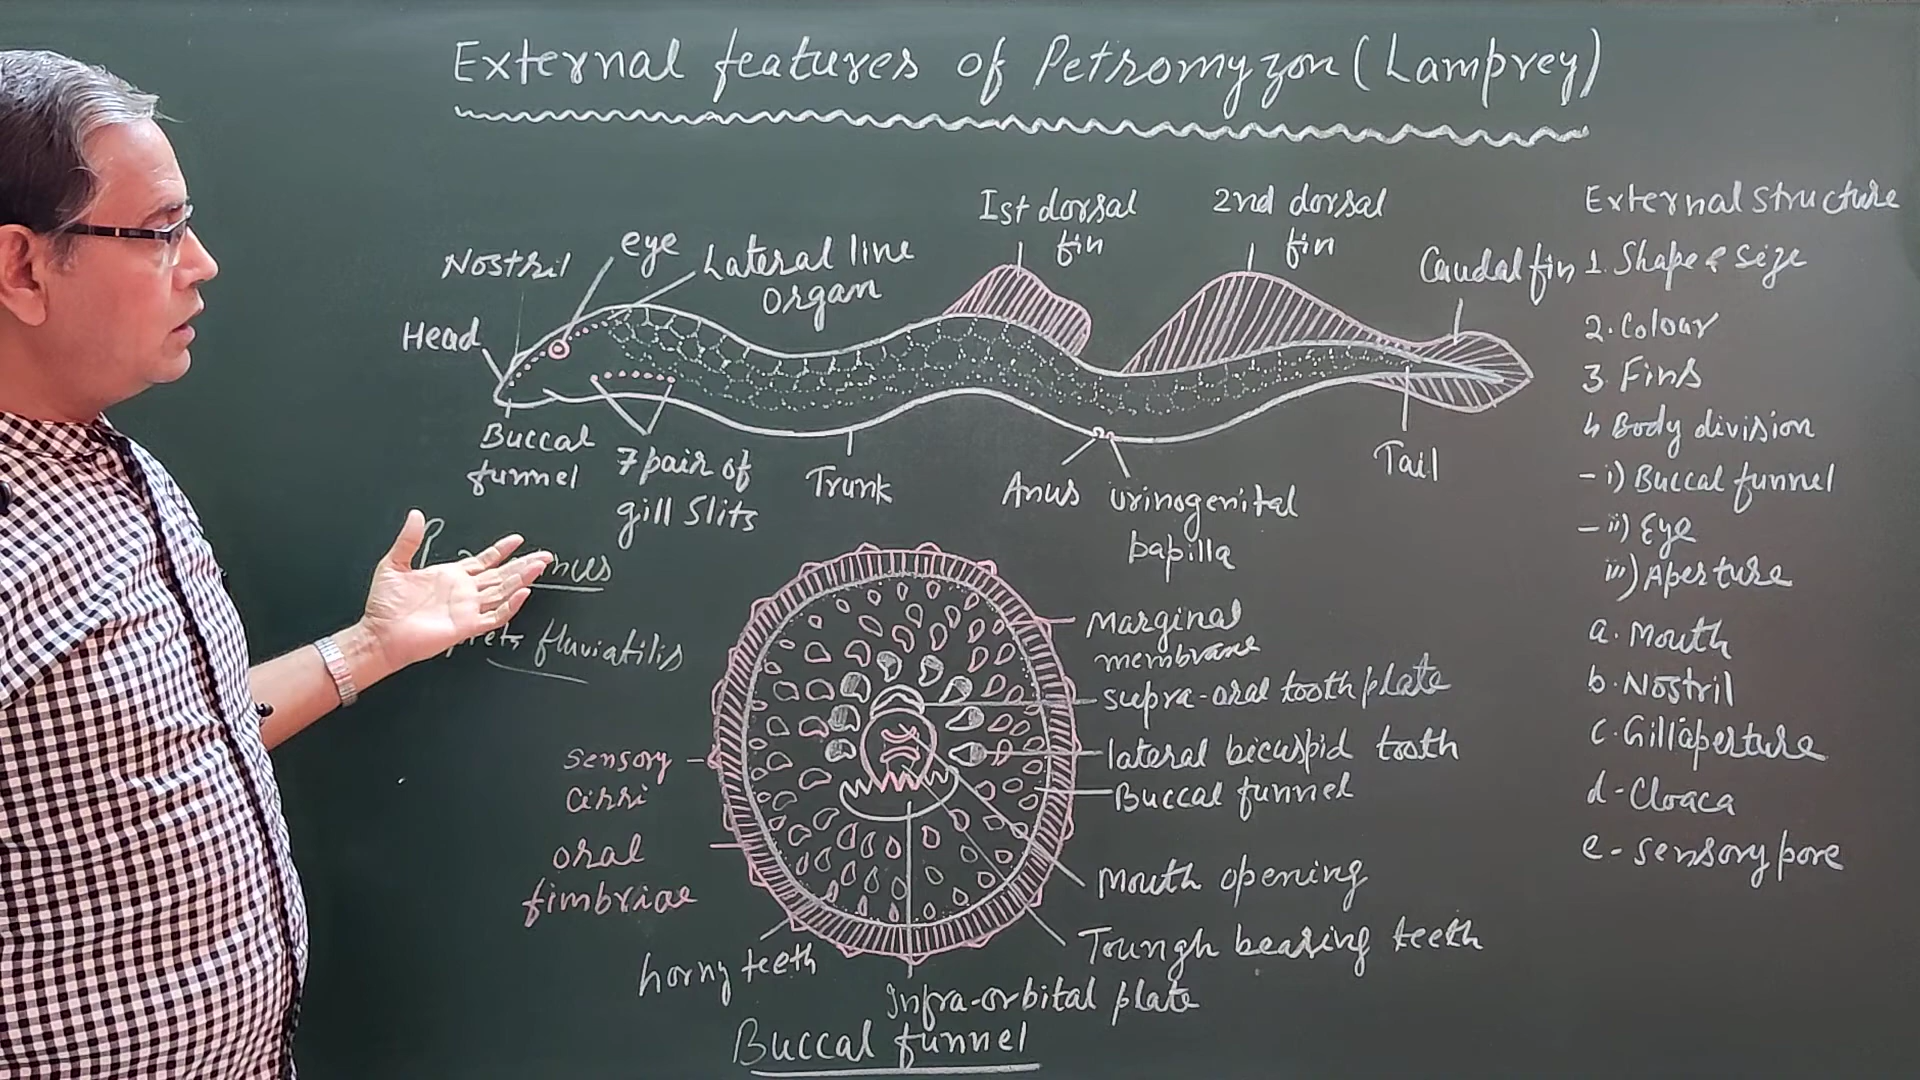 External features of Petromyzon (Lamprey)
Ist dorsal
fin
2nd dorsal
fin
Nostril
eye
Lateral line
organ
Caudal fin
Head
Buccal
funnel
7 pair of
gill Slits
Trunk
Anus
urinogenital
papilla
Tail
fluviatilis
Marginal
membrane
supra-oral tooth plate
lateral bicuspid tooth
Buccal funnel
Mouth opening
Toungh bearing teeth
sensory
cirri
oral
fimbriae
horny teeth
Infra-orbital plate
Buccal funnel
External structure
1. Shape & size
2. Colour
3. Fins
4 Body division
- i) Buccal funnel
- ii) Eye
iii) Aperture
a. Mouth
b. Nostril
c. Gill aperture
d - Cloaca
e - sensory pore